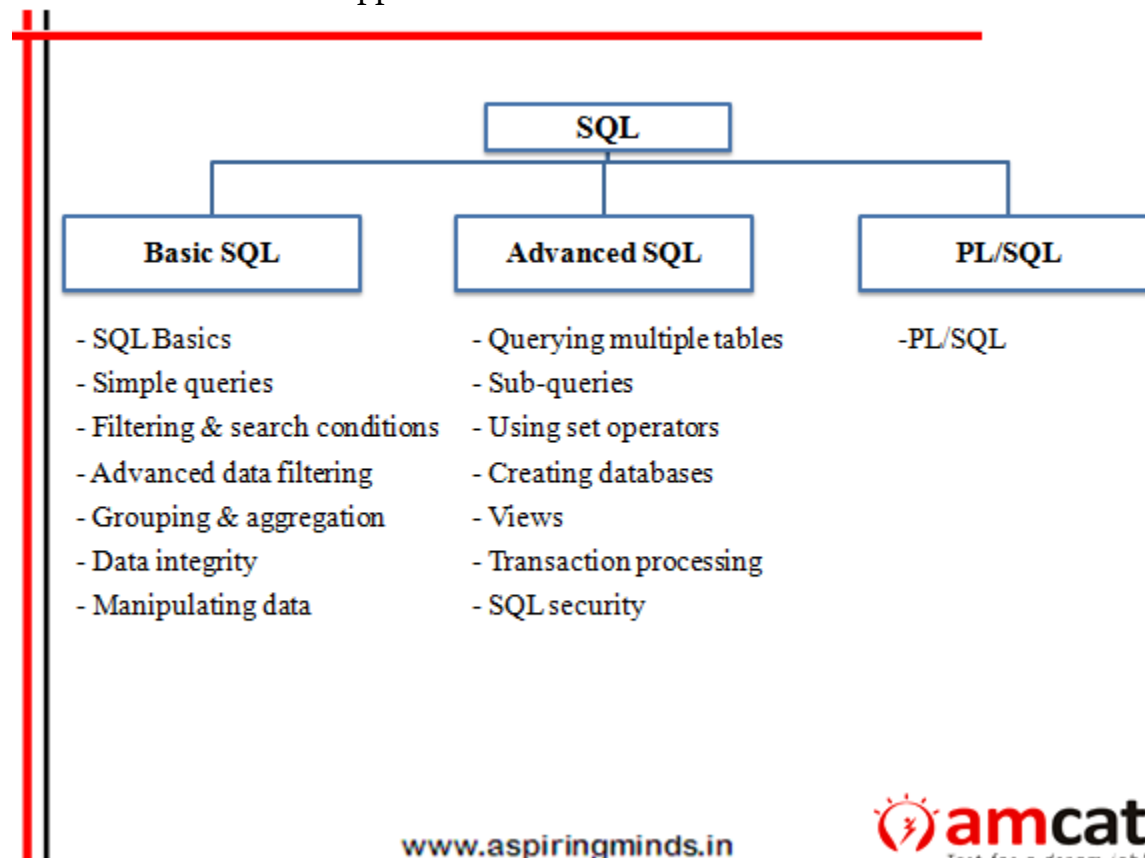 SQL
Basic SQL
Advanced SQL
PL/SQL
- SQL Basics
- Simple queries
- Filtering & search conditions
- Advanced data filtering
- Grouping & aggregation
- Data integrity
- Manipulating data
- Querying multiple tables
- Sub-queries
- Using set operators
- Creating databases
- Views
- Transaction processing
- SQL security
-PL/SQL
www.aspiringminds.in
amcat